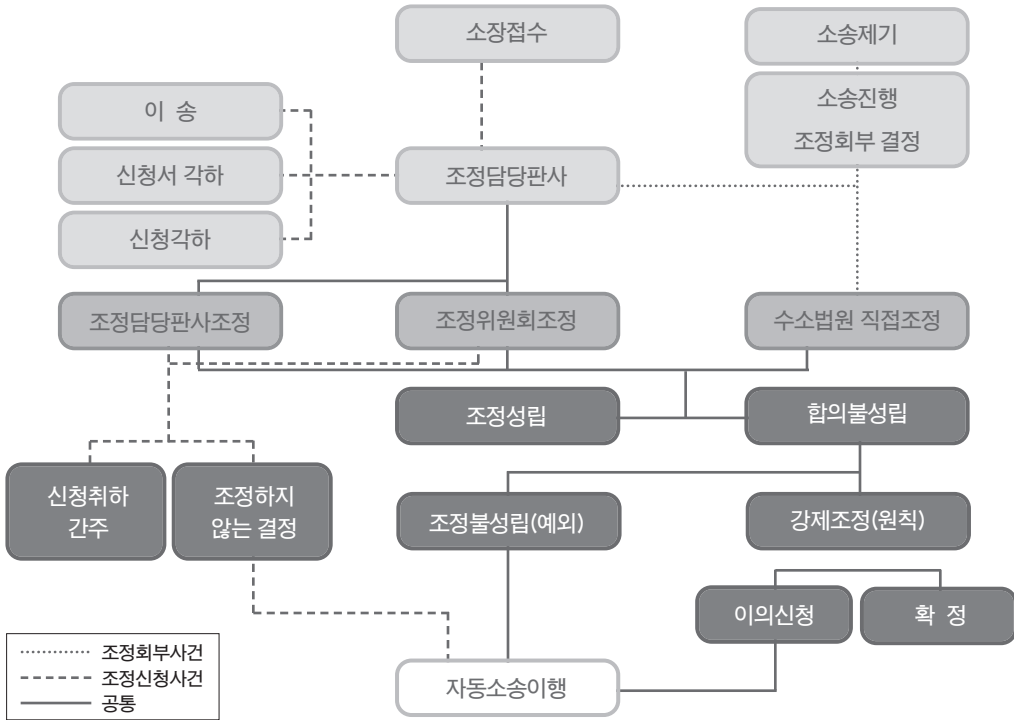 소장접수
소송제기
이 송
소송진행
조정회부 결정
신청서 각하
조정담당판사
신청각하
조정담당판사조정
조정위원회조정
수소법원 직접조정
조정성립
합의불성립
신청취하
간주
조정하지
않는 결정
조정불성립(예외)
강제조정(원칙)
이의신청
확 정
자동소송이행
조정회부사건
조정신청사건
공통